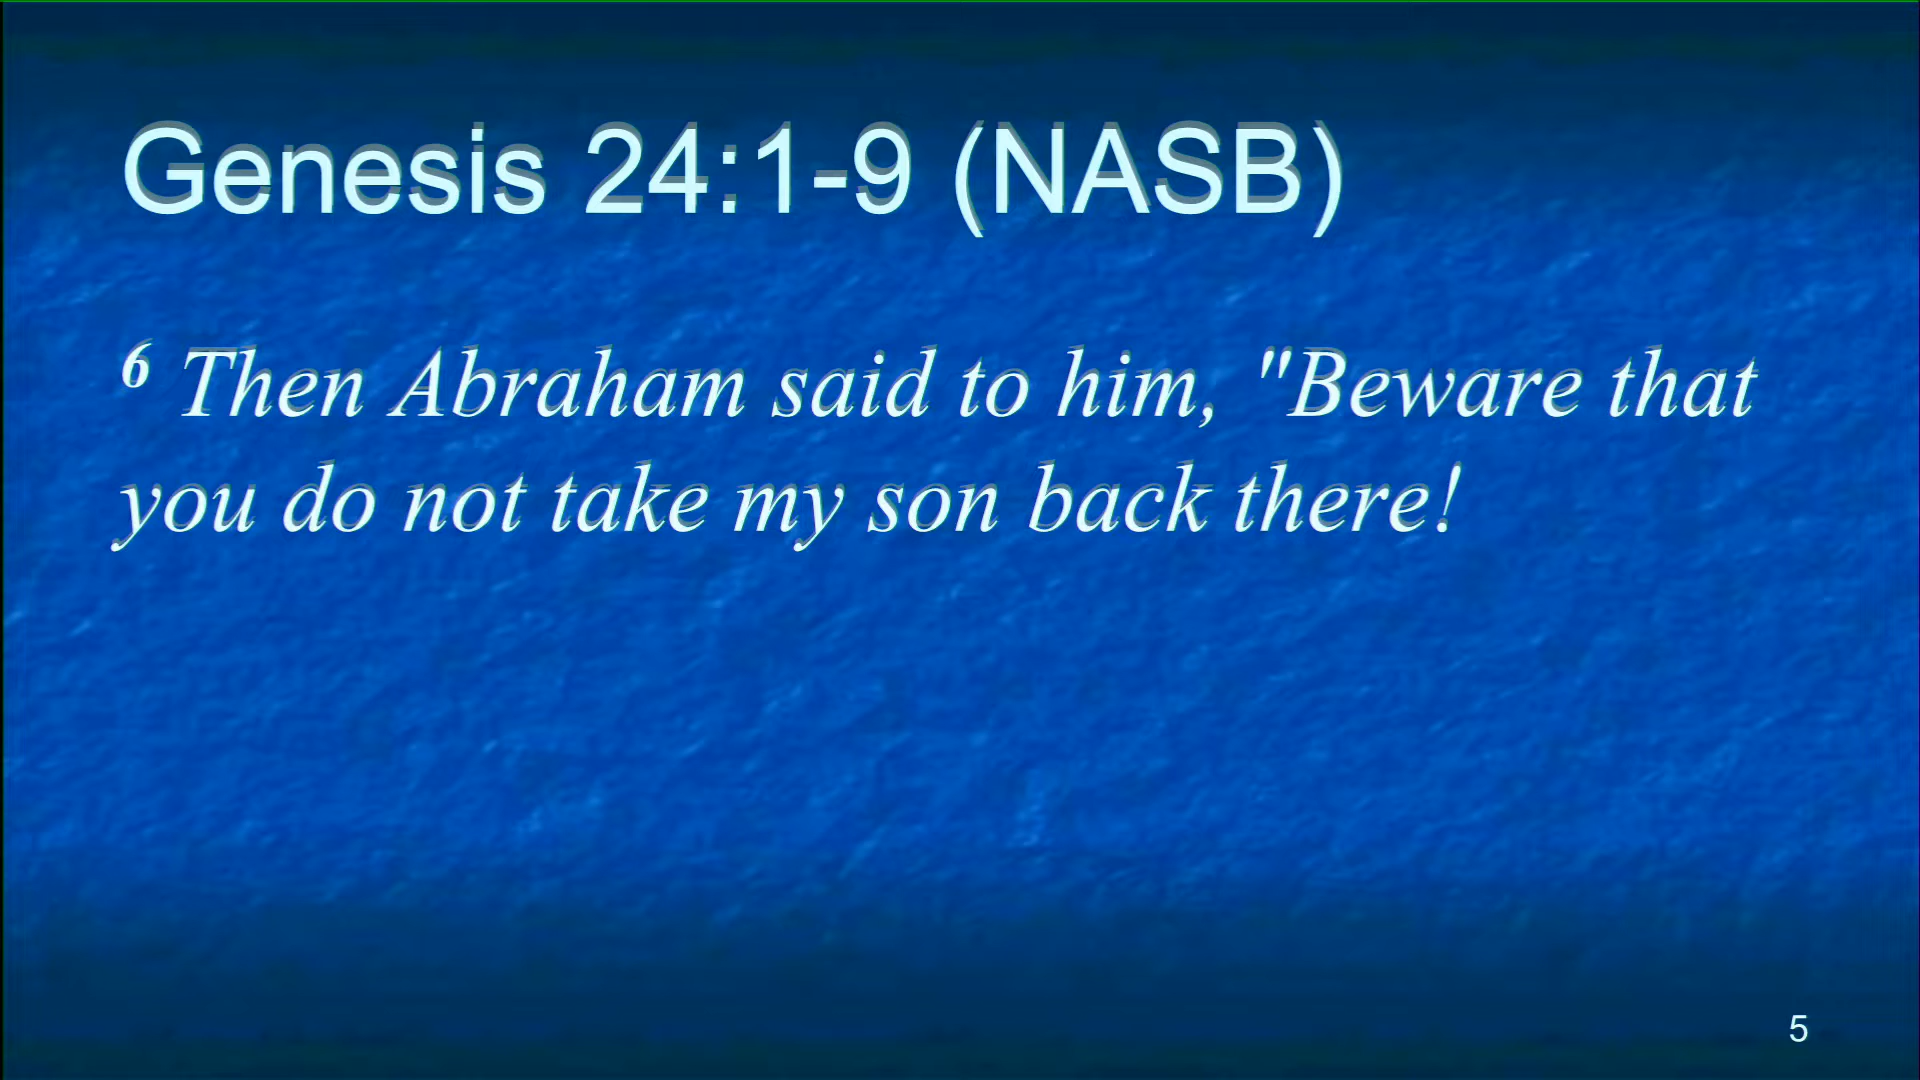 Genesis 24:1-9 (NASB)
6 Then Abraham said to him, "Beware that
you do not take my son back there!
5